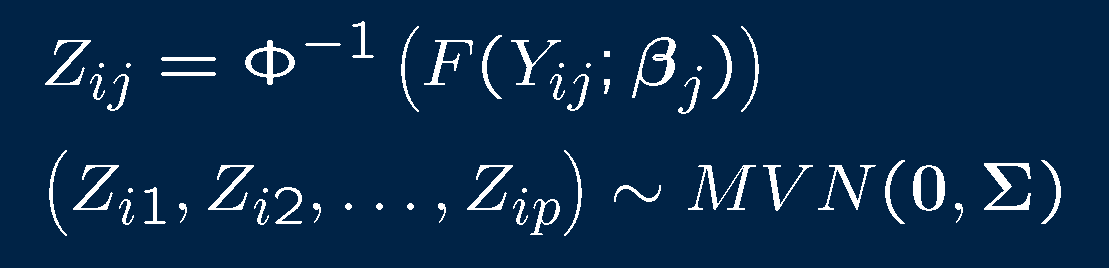 Z_{ij} = Φ^{−1} (F(Y_{ij}; β_j))
(Z_{i1}, Z_{i2}, . . . , Z_{ip}) ∼ MVN(0, Σ)